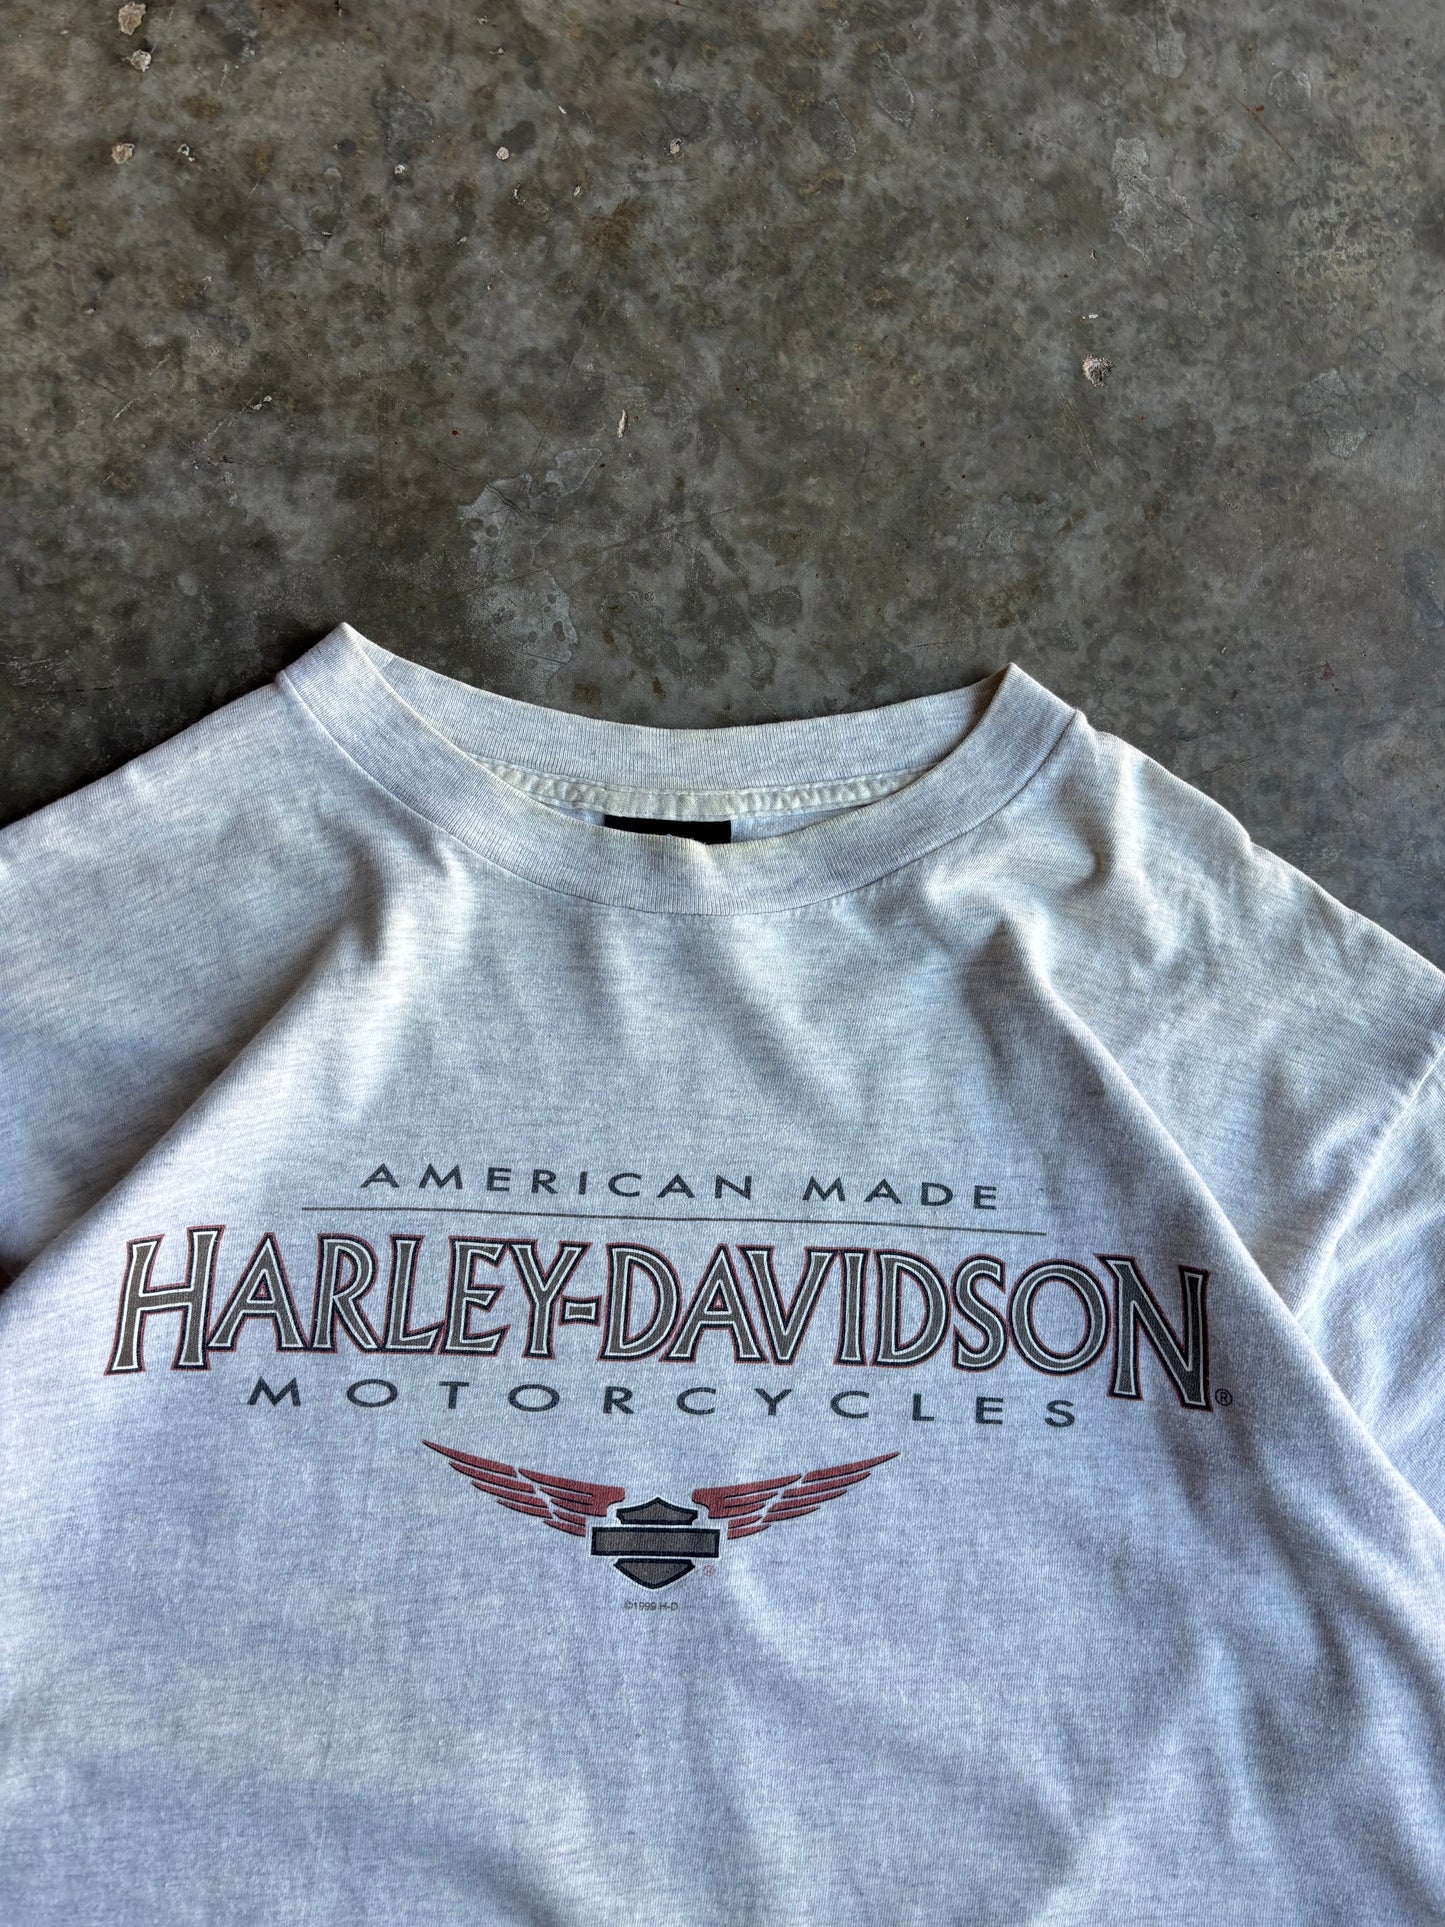 AMERICAN MADE
HARLEY-DAVIDSON®
MOTORCYCLES
®
©1999 H-D